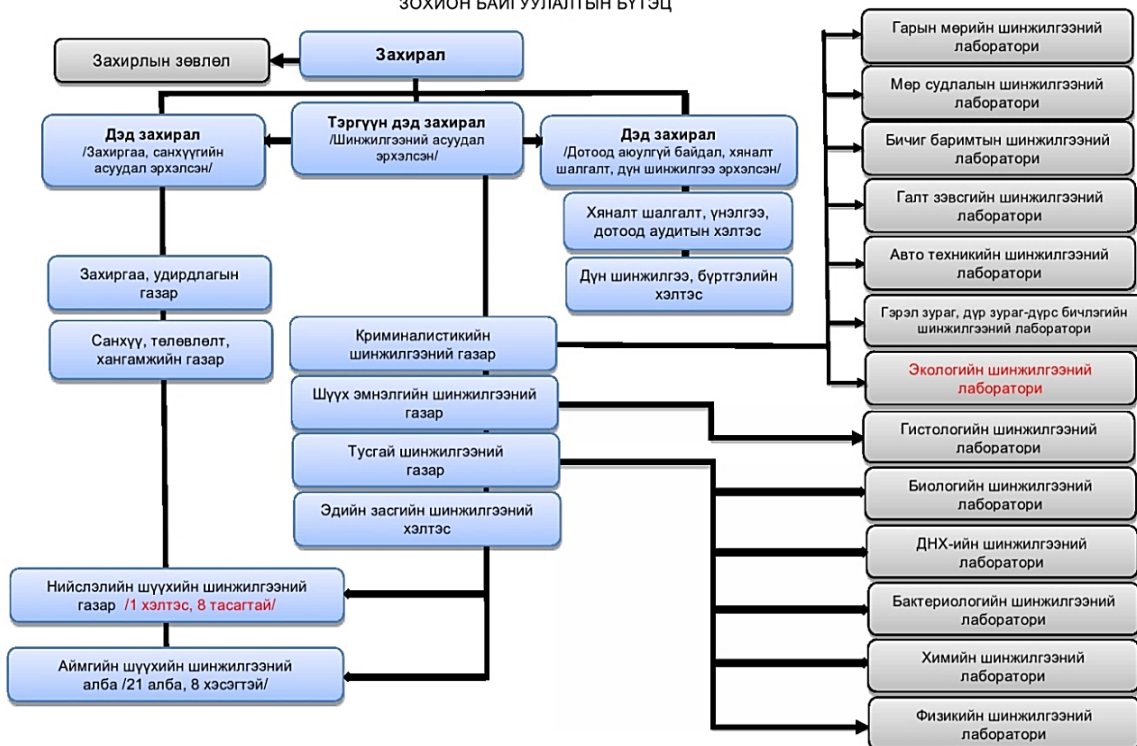 ЗОХИОН БАЙГУУЛАЛТЫН БҮТЭЦ
Захирлын зөвлөл
Захирал
Дэд захирал
/Захиргаа, санхүүгийн
асуудал эрхэлсэн/
Тэргүүн дэд захирал
/Шинжилгээний асуудал
эрхэлсэн/
Дэд захирал
/Дотоод аюулгүй байдал, хяналт
шалгалт, дүн шинжилгээ эрхэлсэн/
Хяналт шалгалт, үнэлгээ,
дотоод аудитын хэлтэс
Дүн шинжилгээ, бүртгэлийн
хэлтэс
Захиргаа, удирдлагын
газар
Санхүү, төлөвлөлт,
хангамжийн газар
Криминалистикийн
шинжилгээний газар
Шүүх эмнэлгийн шинжилгээний
газар
Тусгай шинжилгээний
газар
Эдийн засгийн шинжилгээний
хэлтэс
Нийслэлийн шүүхийн шинжилгээний
газар /1 хэлтэс, 8 тасагтай/
Аймгийн шүүхийн шинжилгээний
алба /21 алба, 8 хэсэгтэй/
Гарын мөрийн шинжилгээний
лаборатори
Мөр судлалын шинжилгээний
лаборатори
Бичиг баримтын шинжилгээний
лаборатори
Галт зэвсгийн шинжилгээний
лаборатори
Авто техникийн шинжилгээний
лаборатори
Гэрэл зураг, дүр зураг-дүрс бичлэгийн
шинжилгээний лаборатори
Экологийн шинжилгээний
лаборатори
Гистологийн шинжилгээний
лаборатори
Биологийн шинжилгээний
лаборатори
ДНХ-ийн шинжилгээний
лаборатори
Бактериологийн шинжилгээний
лаборатори
Химийн шинжилгээний
лаборатори
Физикийн шинжилгээний
лаборатори